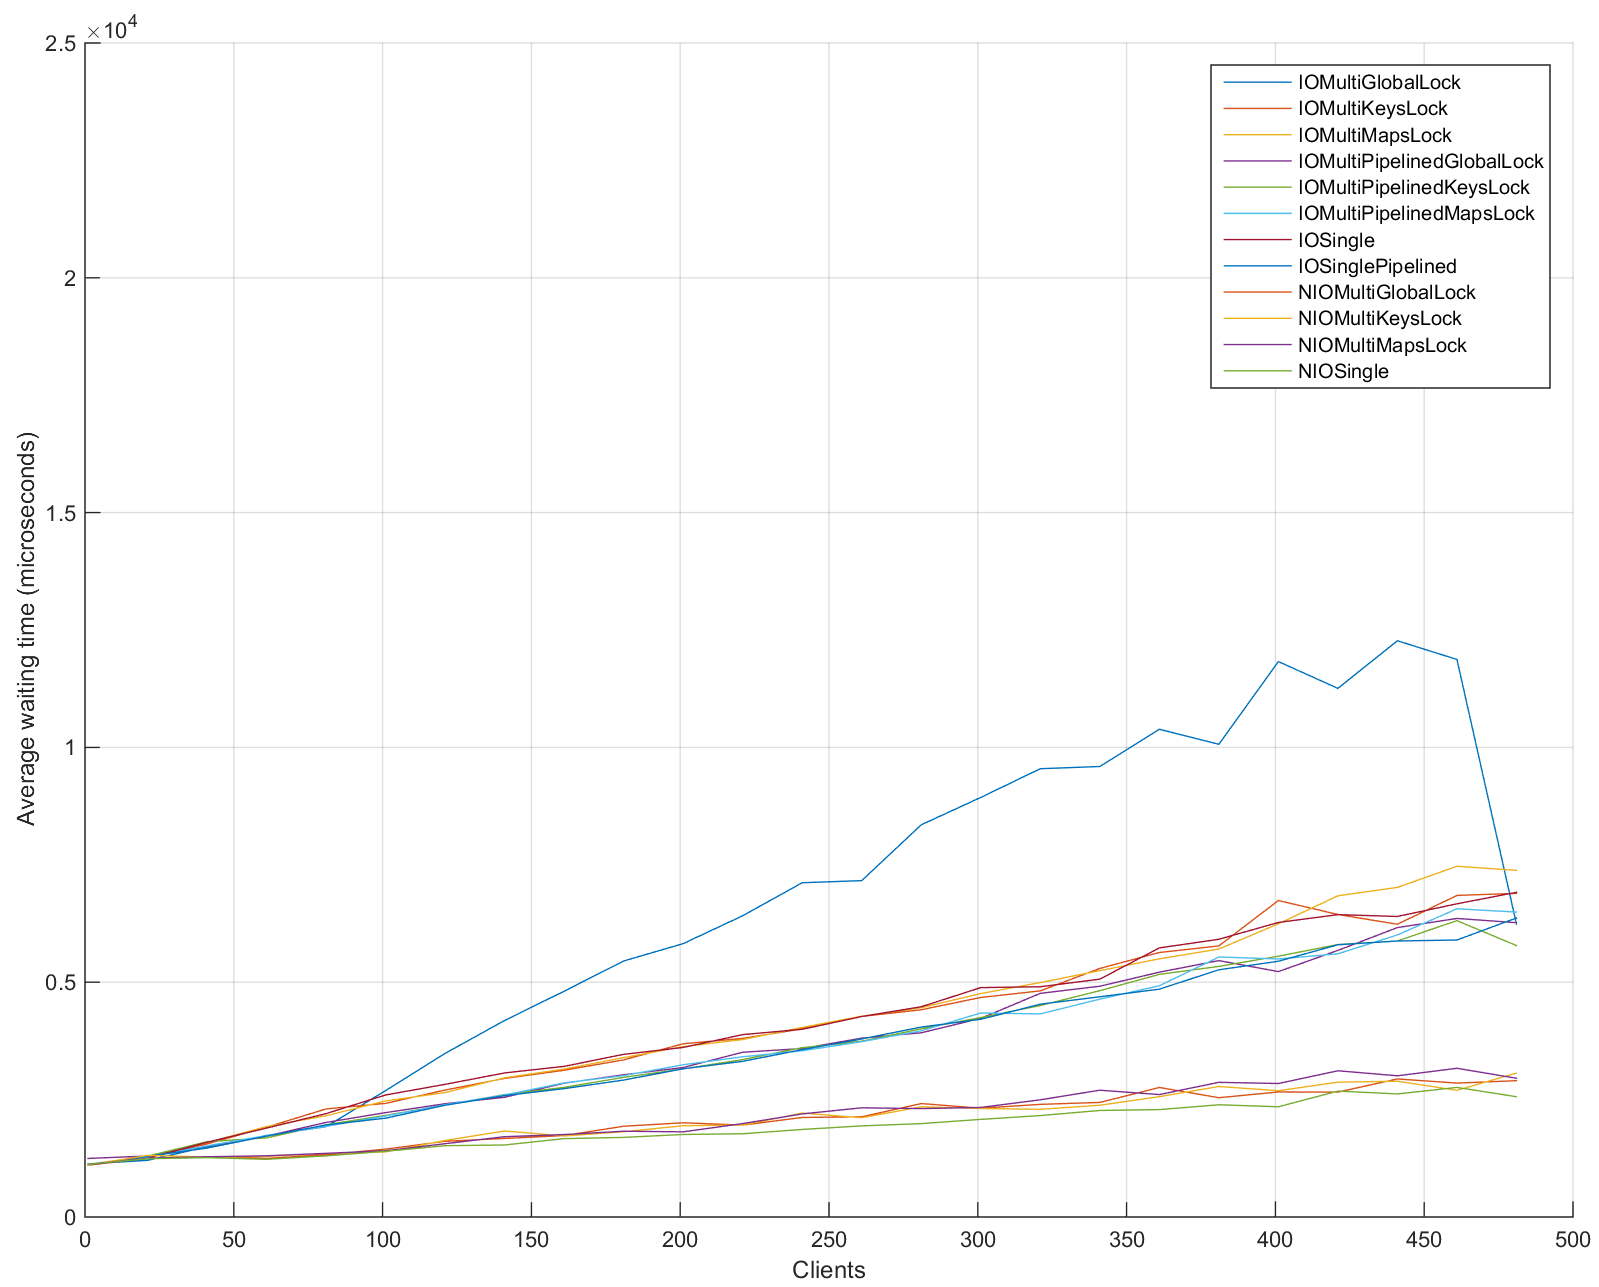 ×10⁴
2.5
2
1.5
1
0.5
0
Average waiting time (microseconds)
IOMultiGlobalLock
IOMultiKeysLock
IOMultiMapsLock
IOMultiPipelinedGlobalLock
IOMultiPipelinedKeysLock
IOMultiPipelinedMapsLock
IOSingle
IOSinglePipelined
NIOMultiGlobalLock
NIOMultiKeysLock
NIOMultiMapsLock
NIOSingle
0 50 100 150 200 250 300 350 400 450 500
Clients